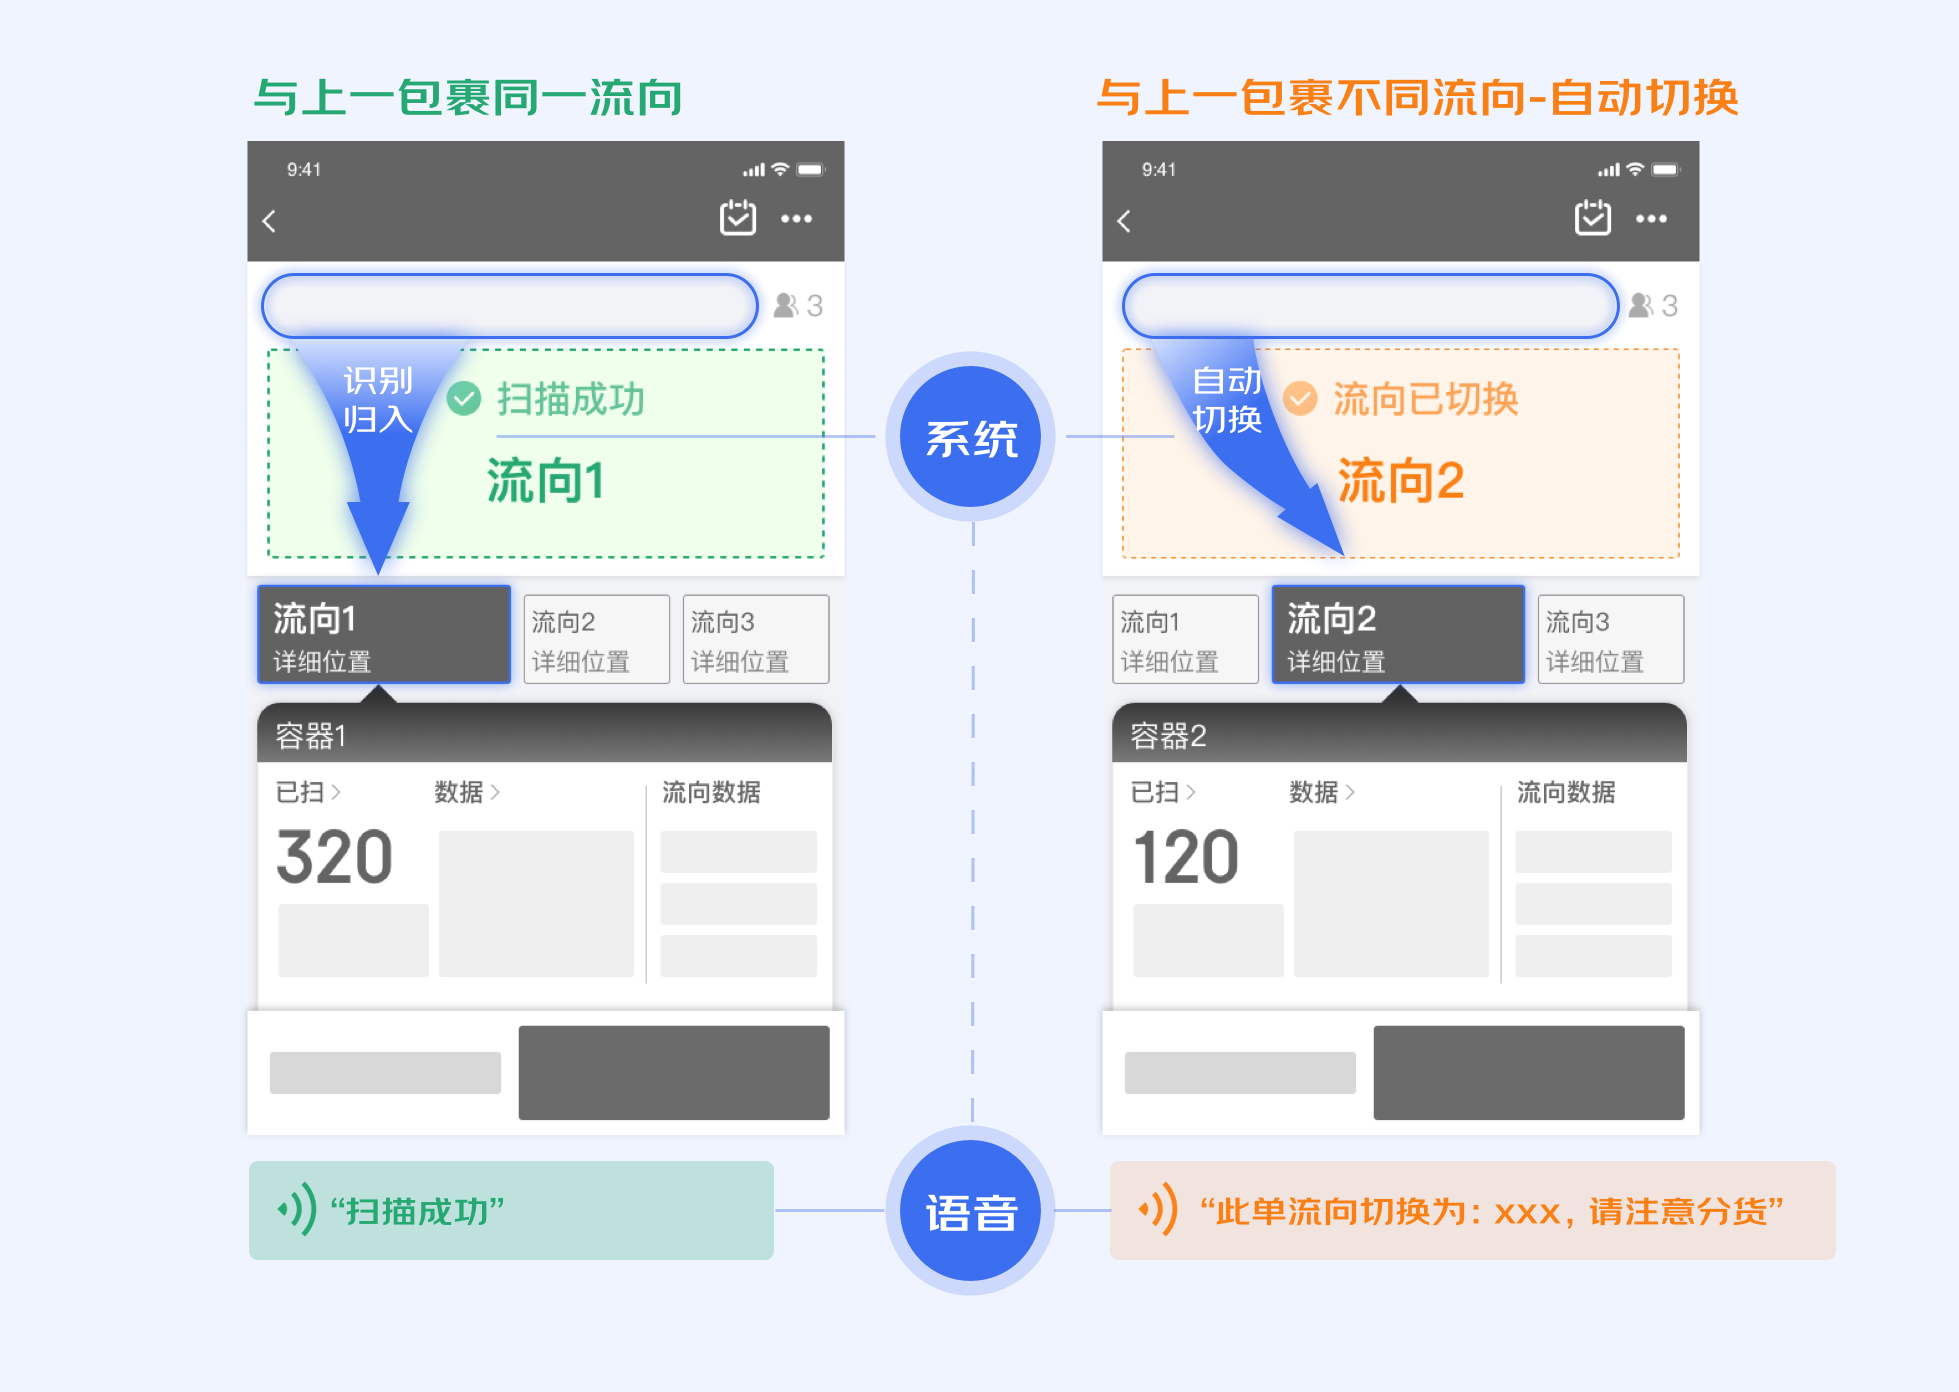 与上一包裹同一流向
9:41
3
识别
归入
扫描成功
流向1
流向1
详细位置
流向2
详细位置
流向3
详细位置
容器1
已扫
数据
流向数据
320
“扫描成功”
系统
语音
与上一包裹不同流向-自动切换
9:41
3
自动
切换
流向已切换
流向2
流向1
详细位置
流向2
详细位置
流向3
详细位置
容器2
已扫
数据
流向数据
120
“此单流向切换为：xxx，请注意分货”